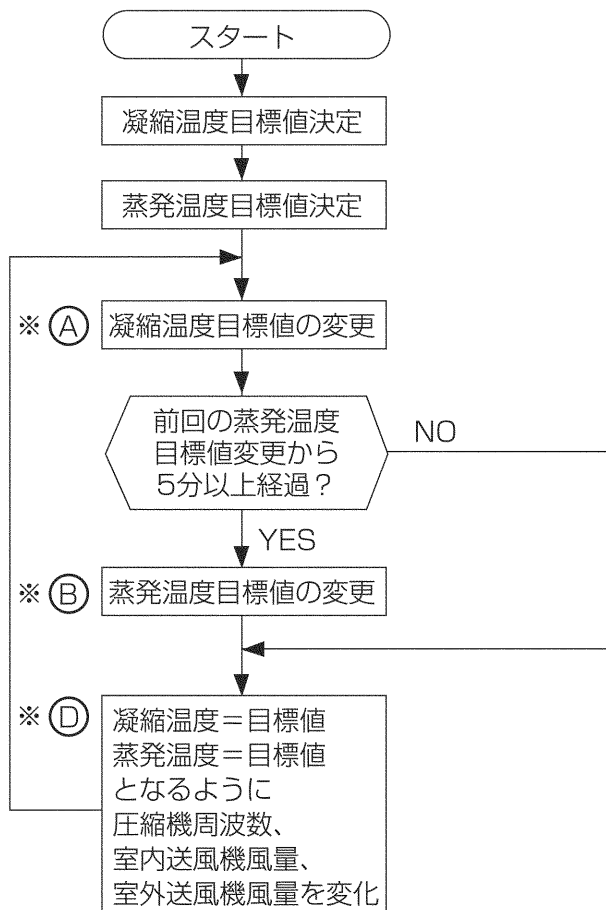 スタート
凝縮温度目標値決定
蒸発温度目標値決定
※Ⓐ 凝縮温度目標値の変更
前回の蒸発温度
目標値変更から
5分以上経過？
NO
YES
※Ⓑ 蒸発温度目標値の変更
※Ⓓ 凝縮温度＝目標値
蒸発温度＝目標値
となるように
圧縮機周波数、
室内送風機風量、
室外送風機風量を変化